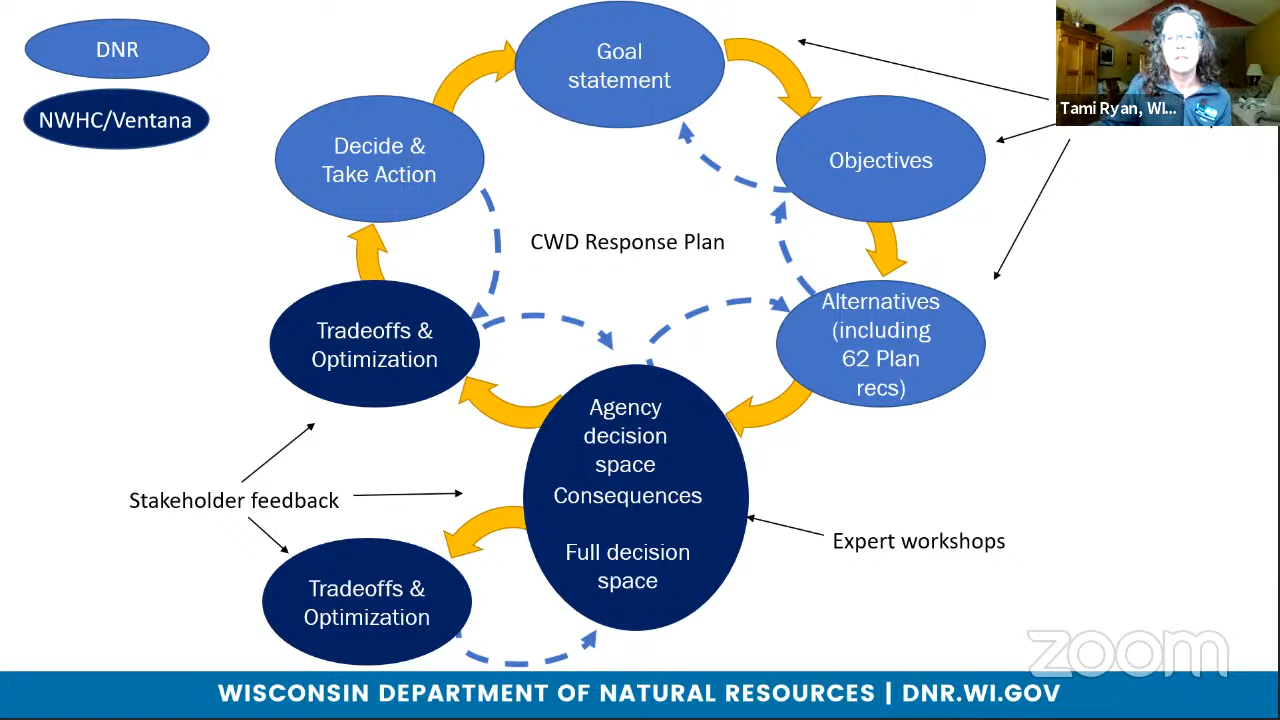 DNR
NWHC/Ventana
Goal
statement
Tami Ryan, WI...
Decide &
Take Action
Objectives
CWD Response Plan
Tradeoffs &
Optimization
Alternatives
(including
62 Plan
recs)
Agency
decision
space
Consequences
Full decision
space
Stakeholder feedback
Expert workshops
Tradeoffs &
Optimization
zoom
WISCONSIN DEPARTMENT OF NATURAL RESOURCES | DNR.WI.GOV